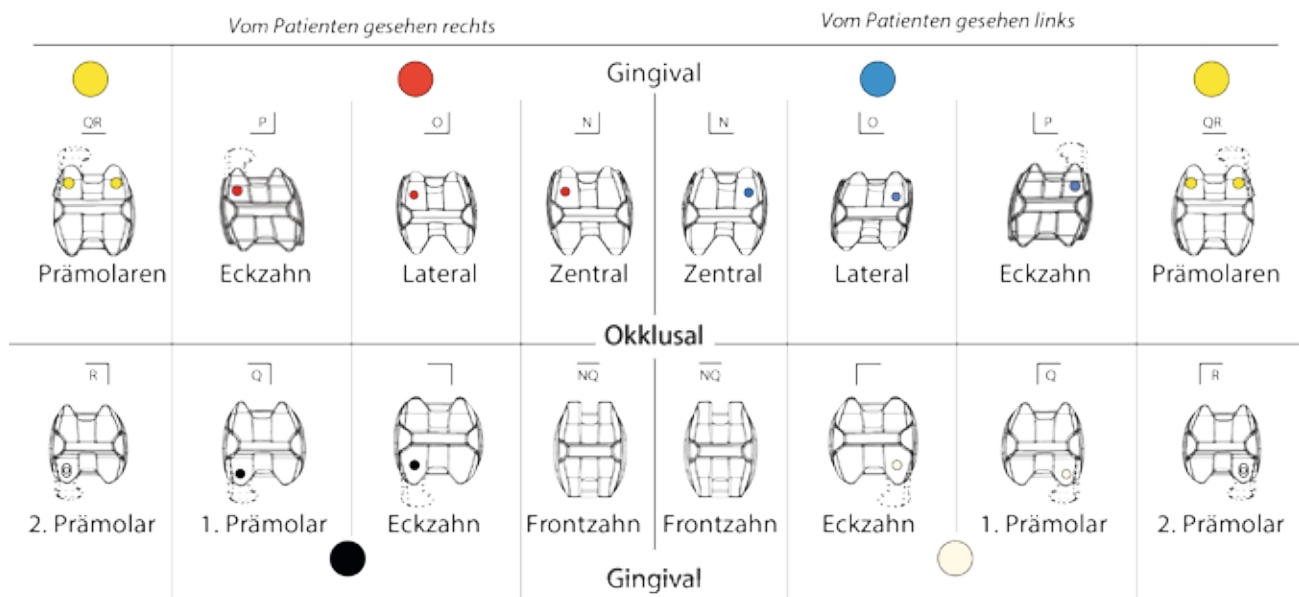 Vom Patienten gesehen rechts Vom Patienten gesehen links
Gingival
QR P O N N O P QR
Prämolaren Eckzahn Lateral Zentral Zentral Lateral Eckzahn Prämolaren
Okklusal
R Q NQ NQ Q R
2. Prämolar 1. Prämolar Eckzahn Frontzahn Frontzahn Eckzahn 1. Prämolar 2. Prämolar
Gingival